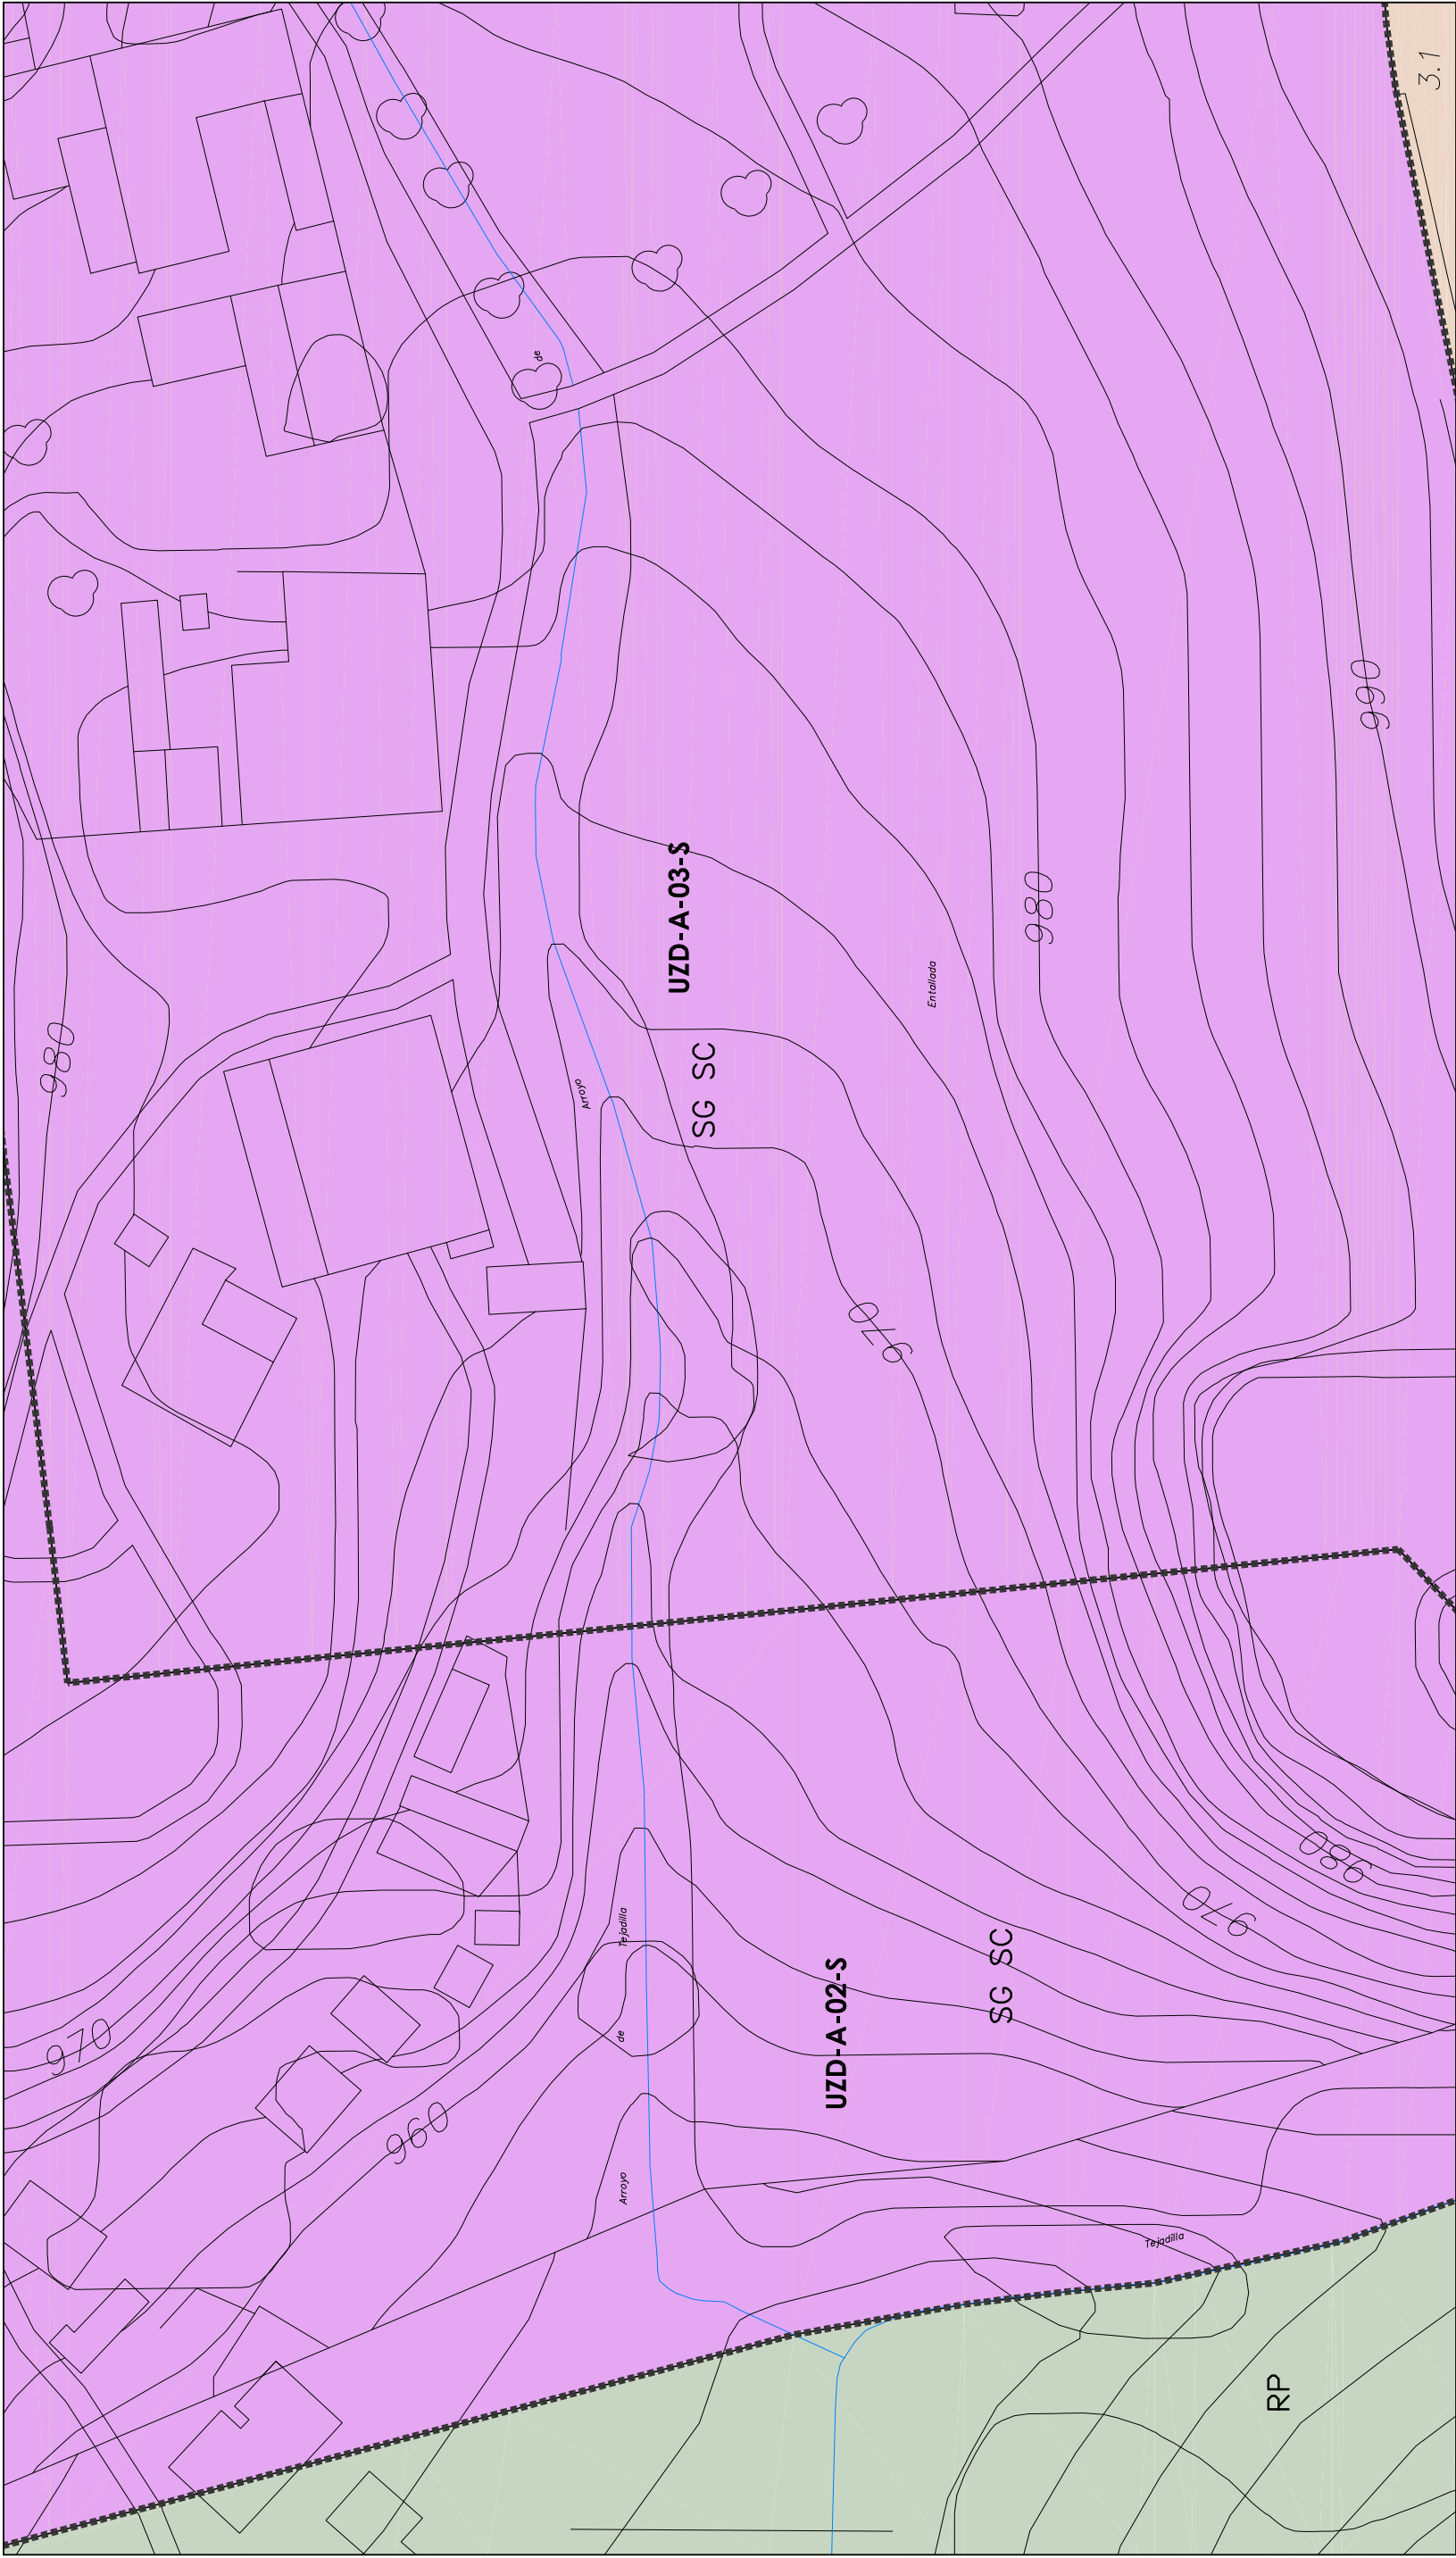 3.1
de
990
UZD-A-03-S
980
Entallada
980
SG SC
Arroyo
970
980
970
Tejadilla
SG SC
UZD-A-02-S
de
970
960
Arroyo
Tejadilla
RP